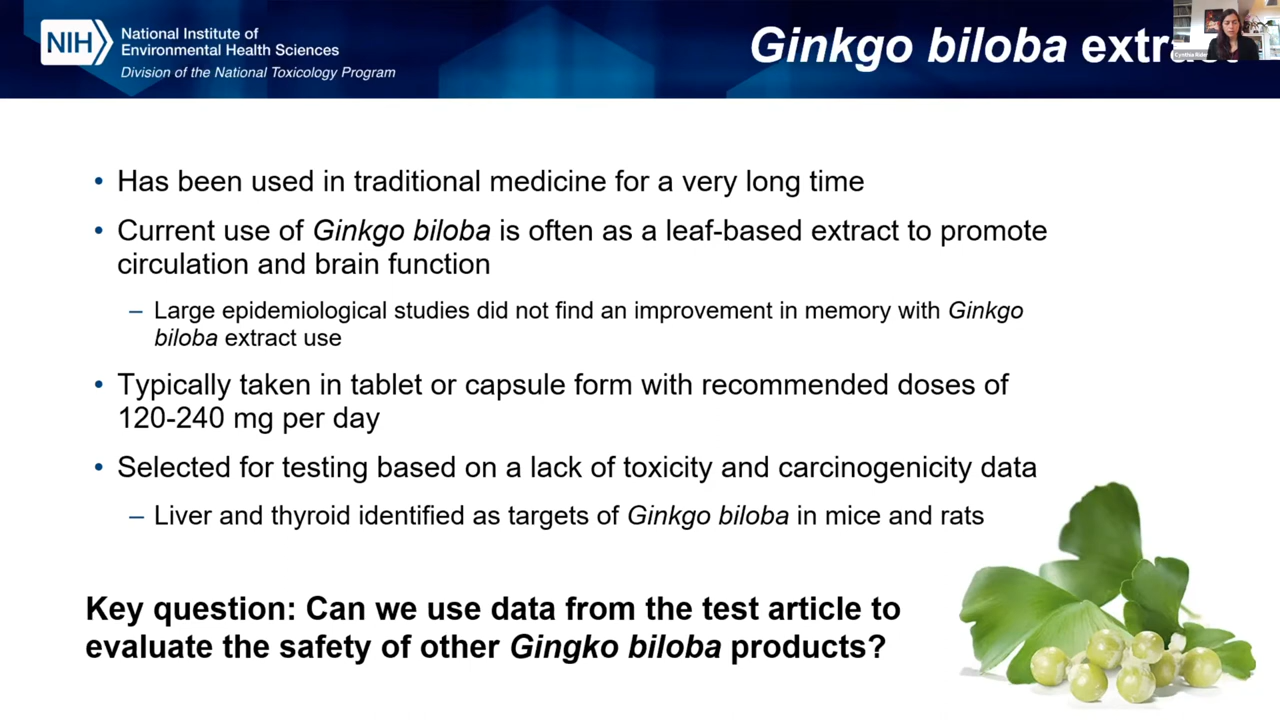 NIH
National Institute of
Environmental Health Sciences
Division of the National Toxicology Program
Ginkgo biloba
Cynthia
• Has been used in traditional medicine for a very long time
• Current use of Ginkgo biloba is often as a leaf-based extract to promote
circulation and brain function
– Large epidemiological studies did not find an improvement in memory with Ginkgo
biloba extract use
• Typically taken in tablet or capsule form with recommended doses of
120-240 mg per day
• Selected for testing based on a lack of toxicity and carcinogenicity data
– Liver and thyroid identified as targets of Ginkgo biloba in mice and rats
Key question: Can we use data from the test article to
evaluate the safety of other Gingko biloba products?